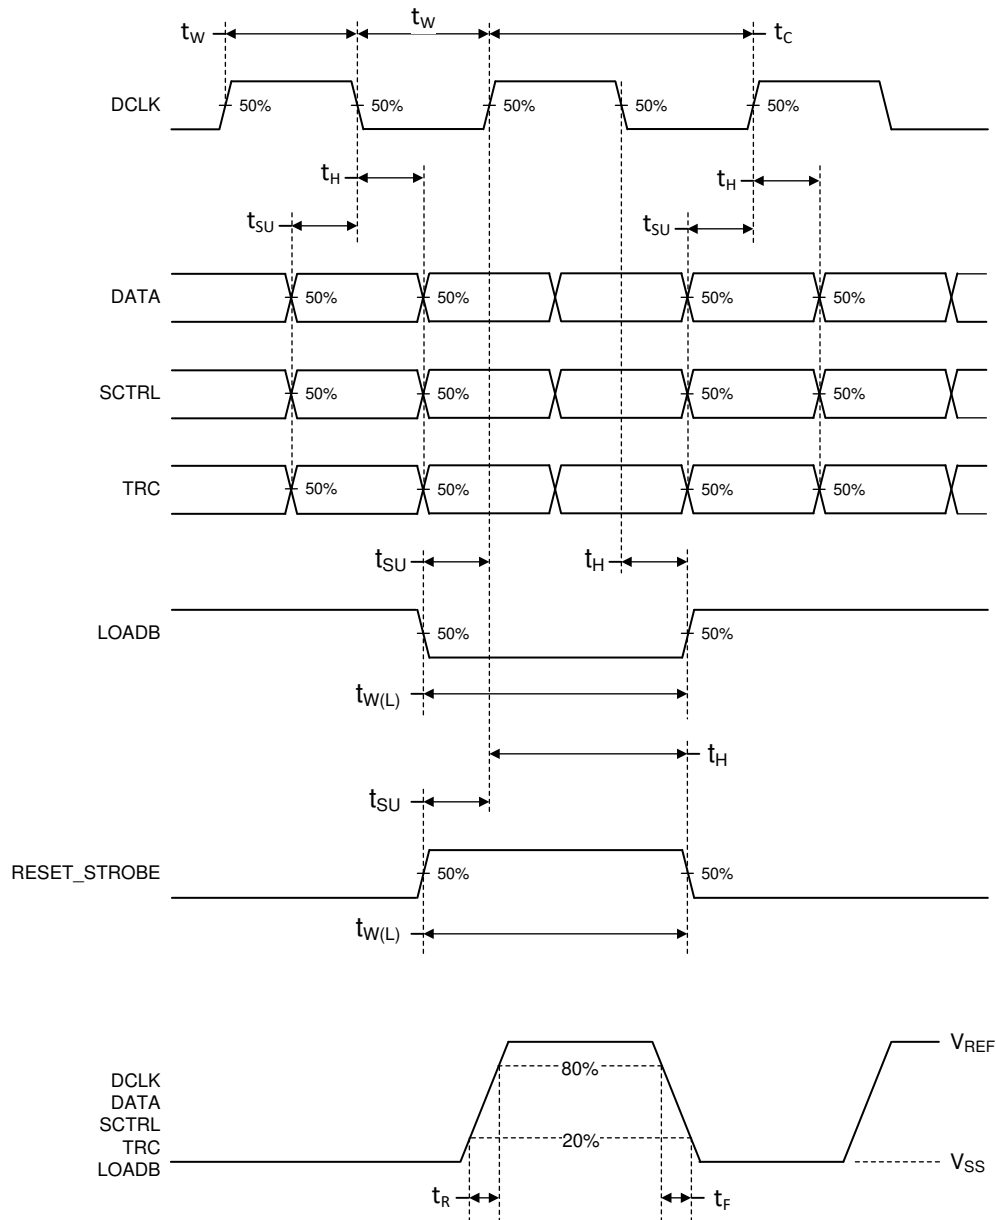 tW
tW
tC
DCLK
50% 50% 50% 50% 50%
tH
tH
tSU
tSU
DATA
50% 50% 50% 50%
SCTRL
50% 50% 50% 50%
TRC
50% 50% 50% 50%
tSU
tH
LOADB
50% 50%
tW(L)
tH
tSU
RESET_STROBE
50% 50%
tW(L)
VREF
80%
DCLK
DATA
SCTRL
TRC
LOADB
20%
VSS
tR
tF